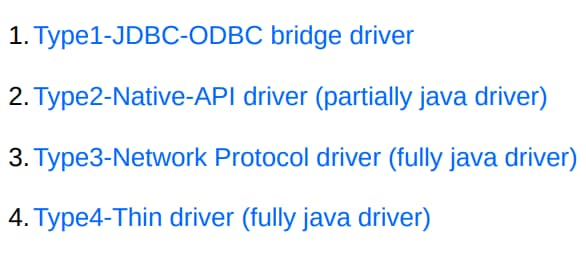 1. Type1-JDBC-ODBC bridge driver
2. Type2-Native-API driver (partially java driver)
3. Type3-Network Protocol driver (fully java driver)
4. Type4-Thin driver (fully java driver)